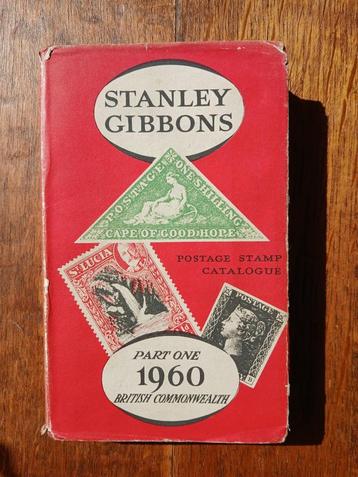 STANLEY
GIBBONS
POSTAGE
ONE SHILLING
CAPE OF GOOD HOPE
POSTAGE STAMP
CATALOGUE
ST LUCIA
POSTAGE
PART ONE
1960
BRITISH COMMONWEALTH